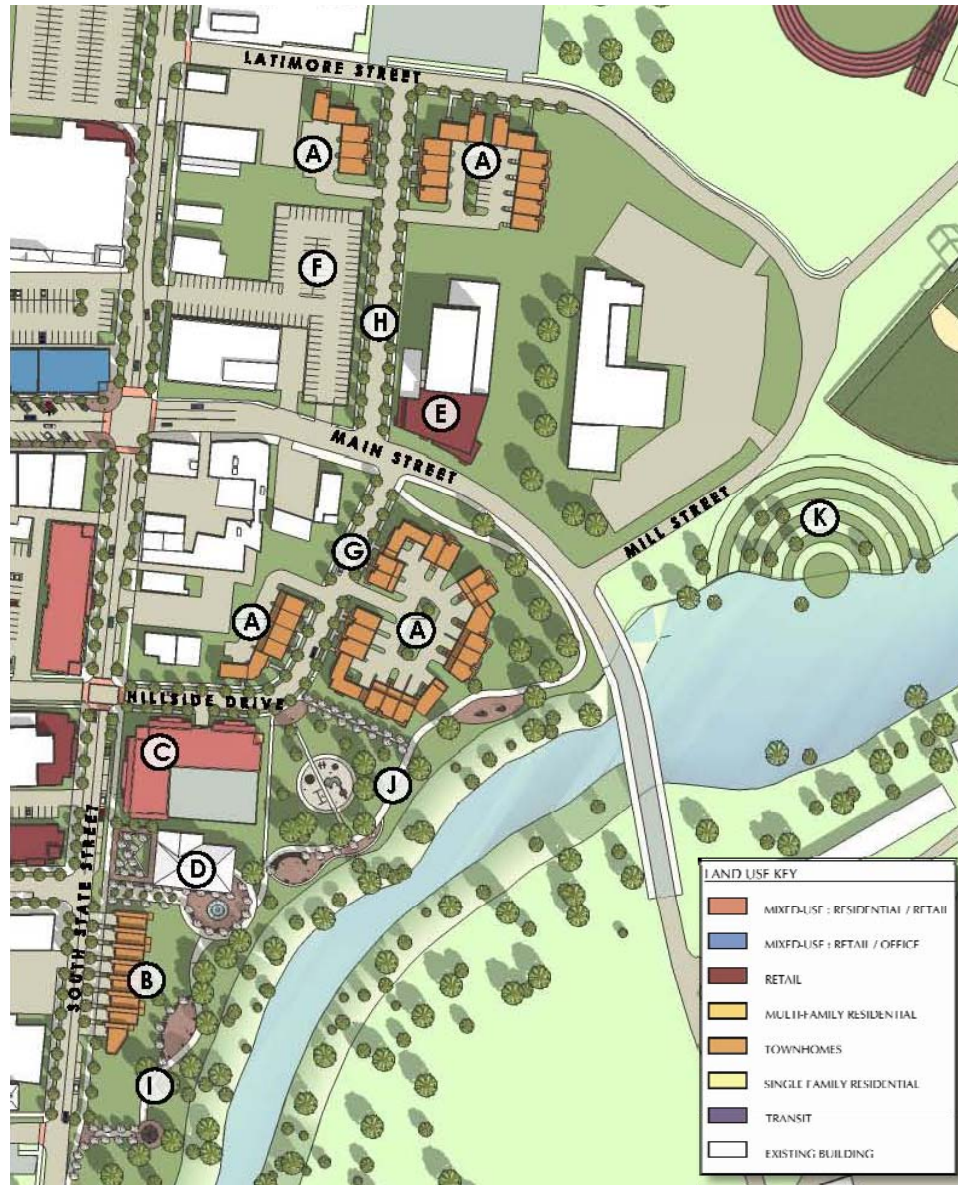 LATIMORE STREET
A
A
F
H
E
MAIN STREET
K
MILL STREET
G
A
A
HILLSIDE DRIVE
C
J
SOUTH STATE STREET
D
B
I
LAND USE KEY
MIXED-USE : RESIDENTIAL / RETAIL
MIXED-USE : RETAIL / OFFICE
RETAIL
MULTI-FAMILY RESIDENTIAL
TOWNHOMES
SINGLE FAMILY RESIDENTIAL
TRANSIT
EXISTING BUILDING